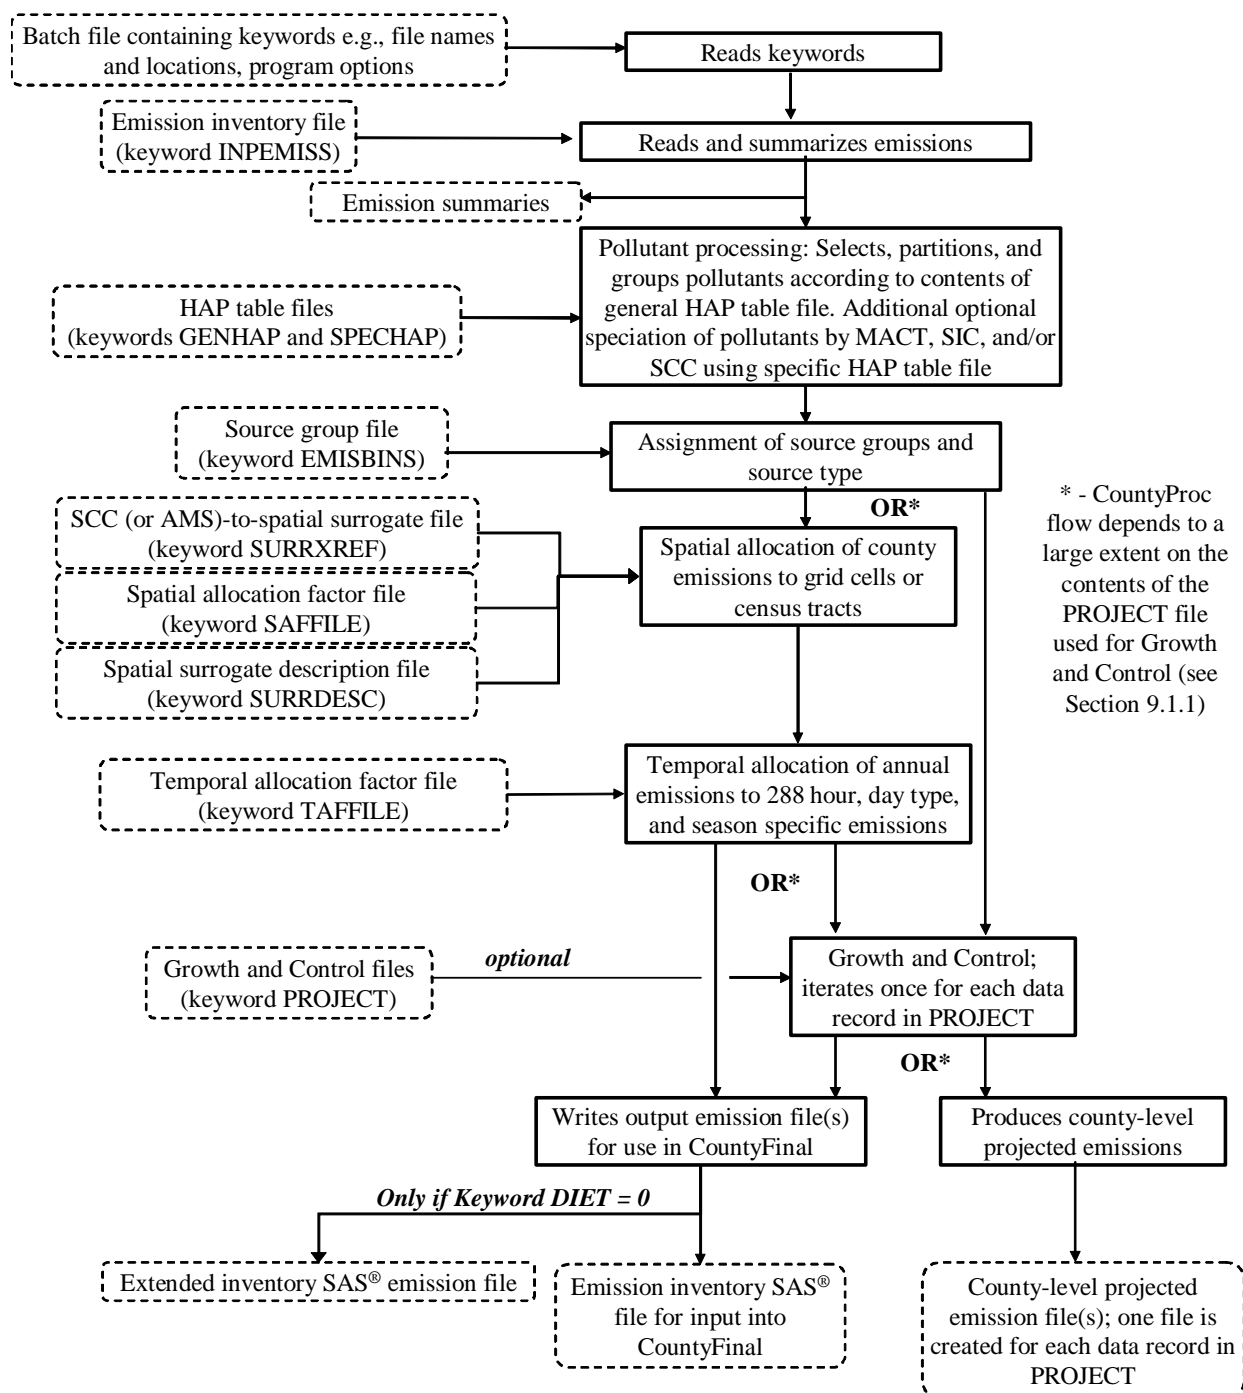 Batch file containing keywords e.g., file names
and locations, program options
Reads keywords
Emission inventory file
(keyword INPEMISS)
Reads and summarizes emissions
Emission summaries
Pollutant processing: Selects, partitions, and
groups pollutants according to contents of
general HAP table file. Additional optional
speciation of pollutants by MACT, SIC, and/or
SCC using specific HAP table file
HAP table files
(keywords GENHAP and SPECHAP)
Source group file
(keyword EMISBINS)
Assignment of source groups and
source type
OR*
SCC (or AMS)-to-spatial surrogate file
(keyword SURRXREF)
Spatial allocation factor file
(keyword SAFFILE)
Spatial surrogate description file
(keyword SURRDESC)
Spatial allocation of county
emissions to grid cells or
census tracts
* - CountyProc
flow depends to a
large extent on the
contents of the
PROJECT file
used for Growth
and Control (see
Section 9.1.1)
Temporal allocation factor file
(keyword TAFFILE)
Temporal allocation of annual
emissions to 288 hour, day type,
and season specific emissions
OR*
Growth and Control files
(keyword PROJECT)
optional
Growth and Control;
iterates once for each data
record in PROJECT
OR*
Writes output emission file(s)
for use in CountyFinal
Produces county-level
projected emissions
Only if Keyword DIET = 0
Extended inventory SAS® emission file
Emission inventory SAS®
file for input into
CountyFinal
County-level projected
emission file(s); one file is
created for each data record in
PROJECT